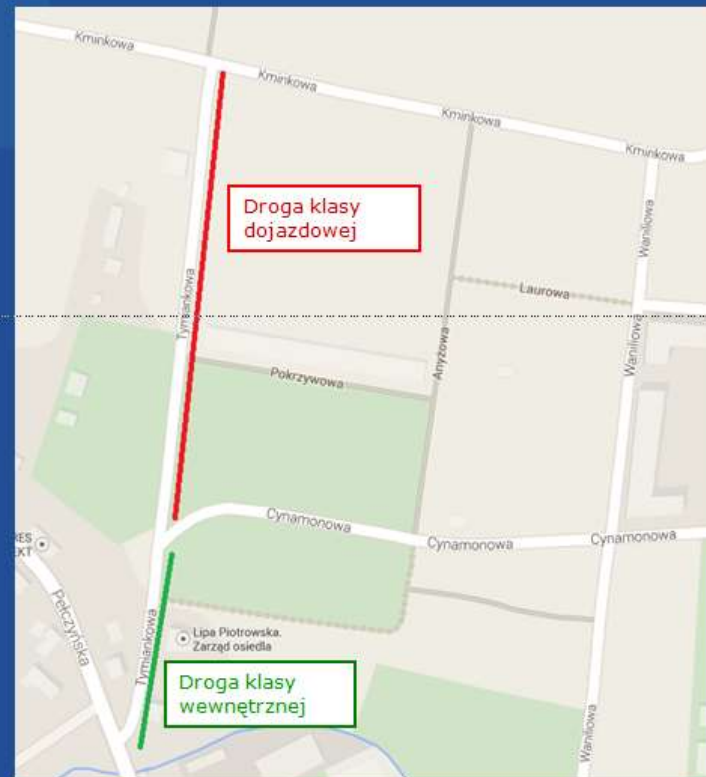 Kminkowa
Kminkowa
Kminkowa
Kminkowa
Droga klasy
dojazdowej
Waniliowa
Laurowa
Tymiankowa
Anyżowa
Waniliowa
Pokrzywowa
Cynamonowa
Cynamonowa
Cynamonowa
Pełczyńska
Tymiankowa
Lipa Piotrowska.
Zarząd osiedla
Droga klasy
wewnętrznej
Waniliowa